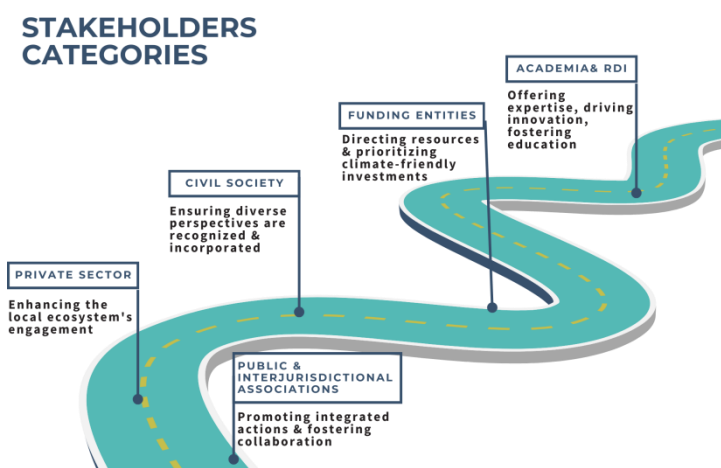 STAKEHOLDERS
CATEGORIES
ACADEMIA& RDI
Offering
expertise, driving
innovation,
fostering
education
FUNDING ENTITIES
Directing resources
& prioritizing
climate-friendly
investments
CIVIL SOCIETY
Ensuring diverse
perspectives are
recognized &
incorporated
PRIVATE SECTOR
Enhancing the
local ecosystem's
engagement
PUBLIC &
INTERJURISDICTIONAL
ASSOCIATIONS
Promoting integrated
actions & fostering
collaboration